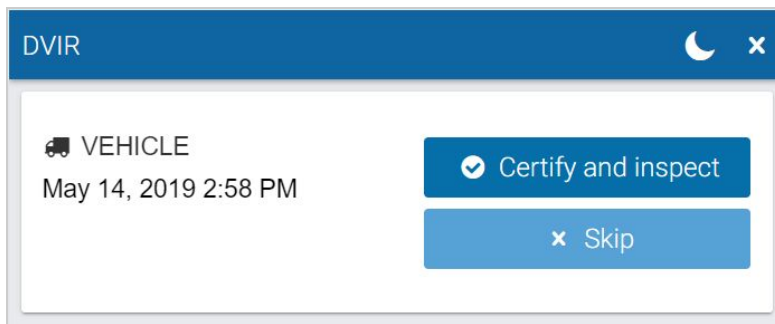 DVIR
VEHICLE
May 14, 2019 2:58 PM
Certify and inspect
Skip